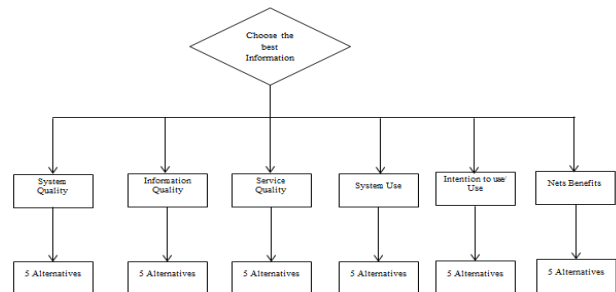 Choose the
best
Information
System
Quality
Information
Quality
Service
Quality
System Use
Intention to use/
Use
Nets Benefits
5 Alternatives
5 Alternatives
5 Alternatives
5 Alternatives
5 Alternatives
5 Alternatives